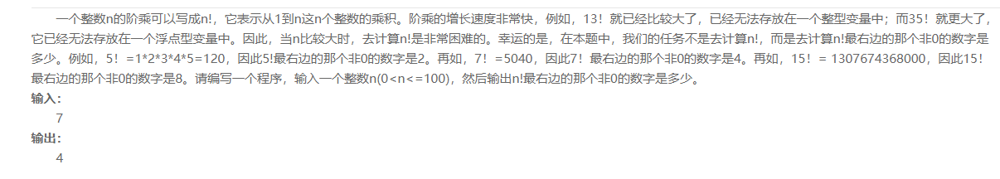 一个整数n的阶乘可以写成n!，它表示从1到n这n个整数的乘积。阶乘的增长速度非常快，例如，13！就已经比较大了，已经无法存放在一个整型变量中；而35！就更大了，
它已经无法存放在一个浮点型变量中。因此，当n比较大时，去计算n!是非常困难的。幸运的是，在本题中，我们的任务不是去计算n!，而是去计算n!最右边的那个非0的数字是
多少。例如，5！=1*2*3*4*5=120，因此5!最右边的那个非0的数字是2。再如，7！=5040，因此7！最右边的那个非0的数字是4。再如，15！= 1307674368000，因此15！
最右边的那个非0的数字是8。请编写一个程序，输入一个整数n(0<n<=100)，然后输出n!最右边的那个非0的数字是多少。
输入：
7
输出：
4